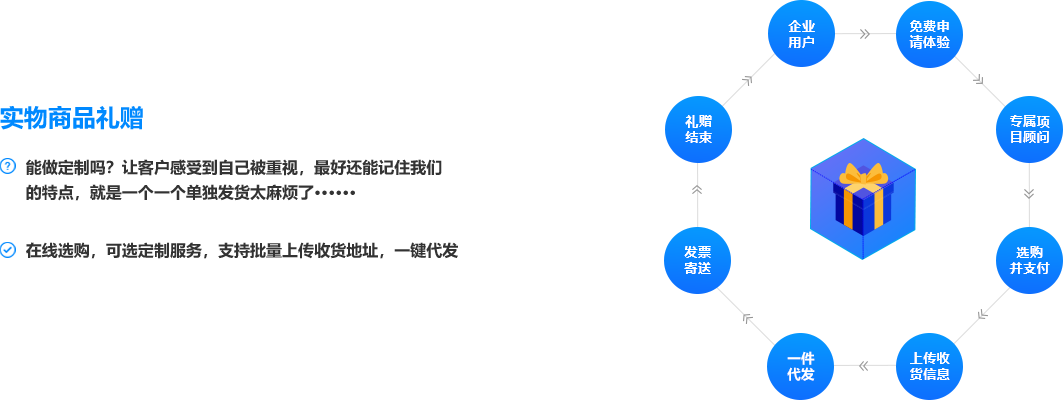 实物商品礼赠
能做定制吗？让客户感受到自己被重视，最好还能记住我们
的特点，就是一个一个单独发货太麻烦了······
在线选购，可选定制服务，支持批量上传收货地址，一键代发
企业
用户
免费申
请体验
专属项
目顾问
选购
并支付
上传收
货信息
一件
代发
发票
寄送
礼赠
结束